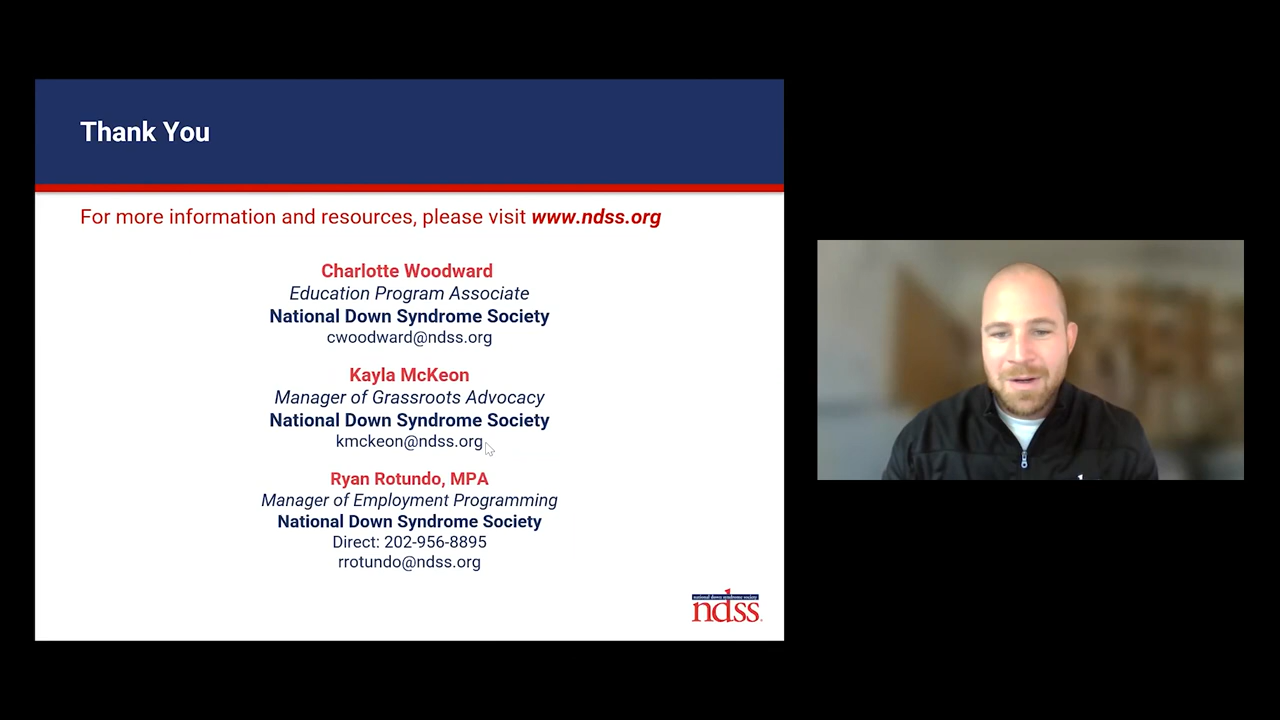 Thank You
For more information and resources, please visit www.ndss.org
Charlotte Woodward
Education Program Associate
National Down Syndrome Society
cwoodward@ndss.org
Kayla McKeon
Manager of Grassroots Advocacy
National Down Syndrome Society
kmckeon@ndss.org
Ryan Rotundo, MPA
Manager of Employment Programming
National Down Syndrome Society
Direct: 202-956-8895
rrotundo@ndss.org
national down syndrome society
ndss